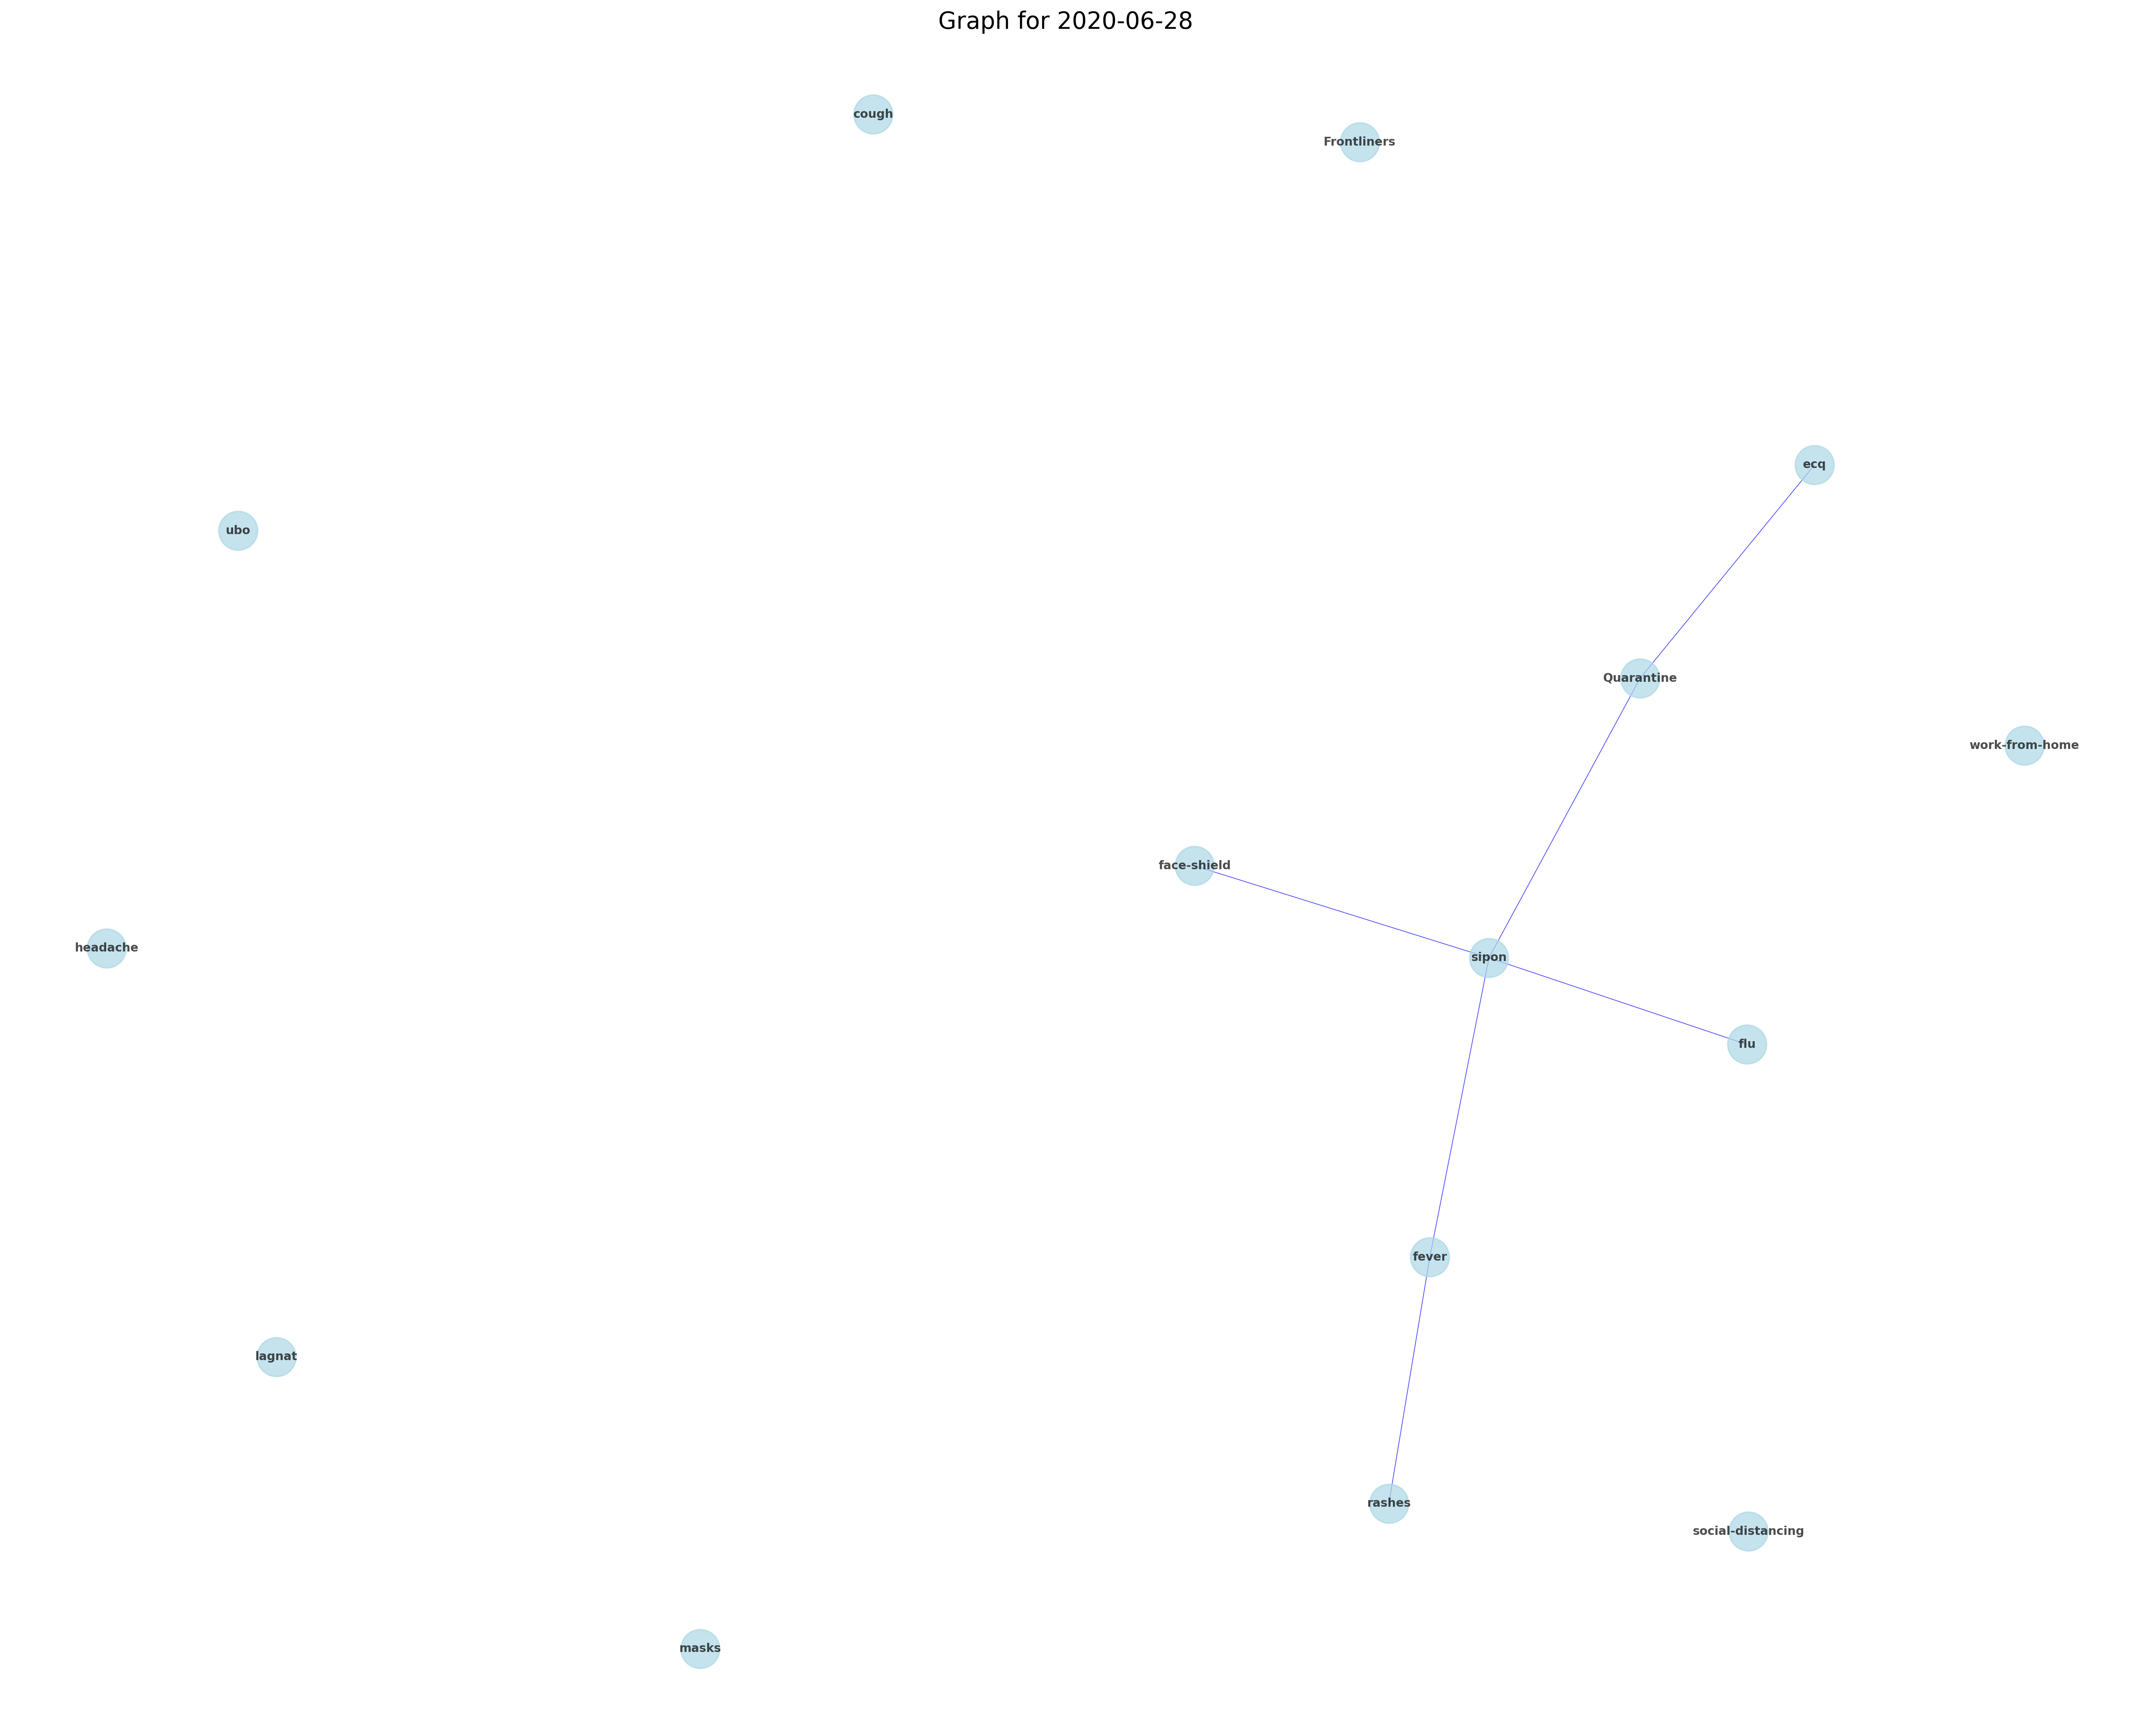 Graph for 2020-06-28
cough
Frontliners
ecq
ubo
Quarantine
work-from-home
face-shield
headache
sipon
flu
fever
lagnat
rashes
social-distancing
masks